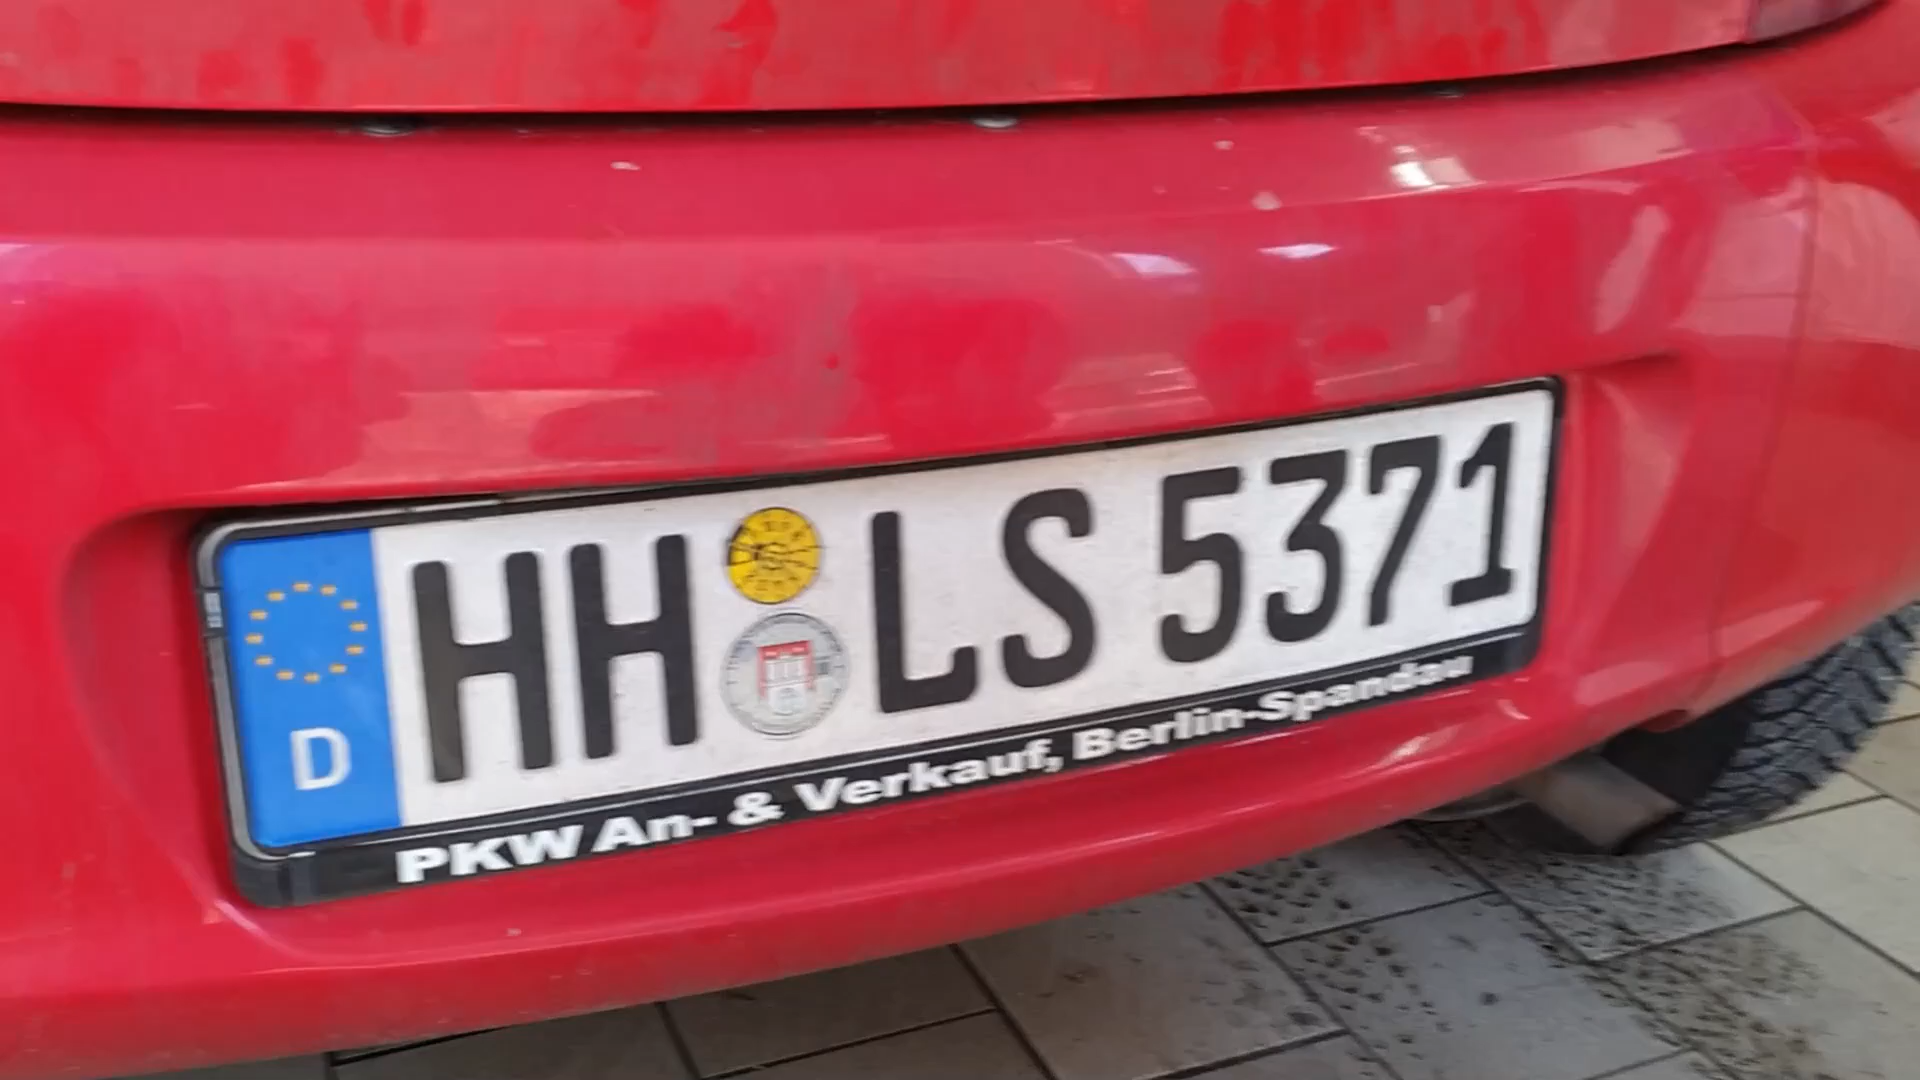 D HH LS 5371
PKW An- & Verkauf, Berlin-Spandau